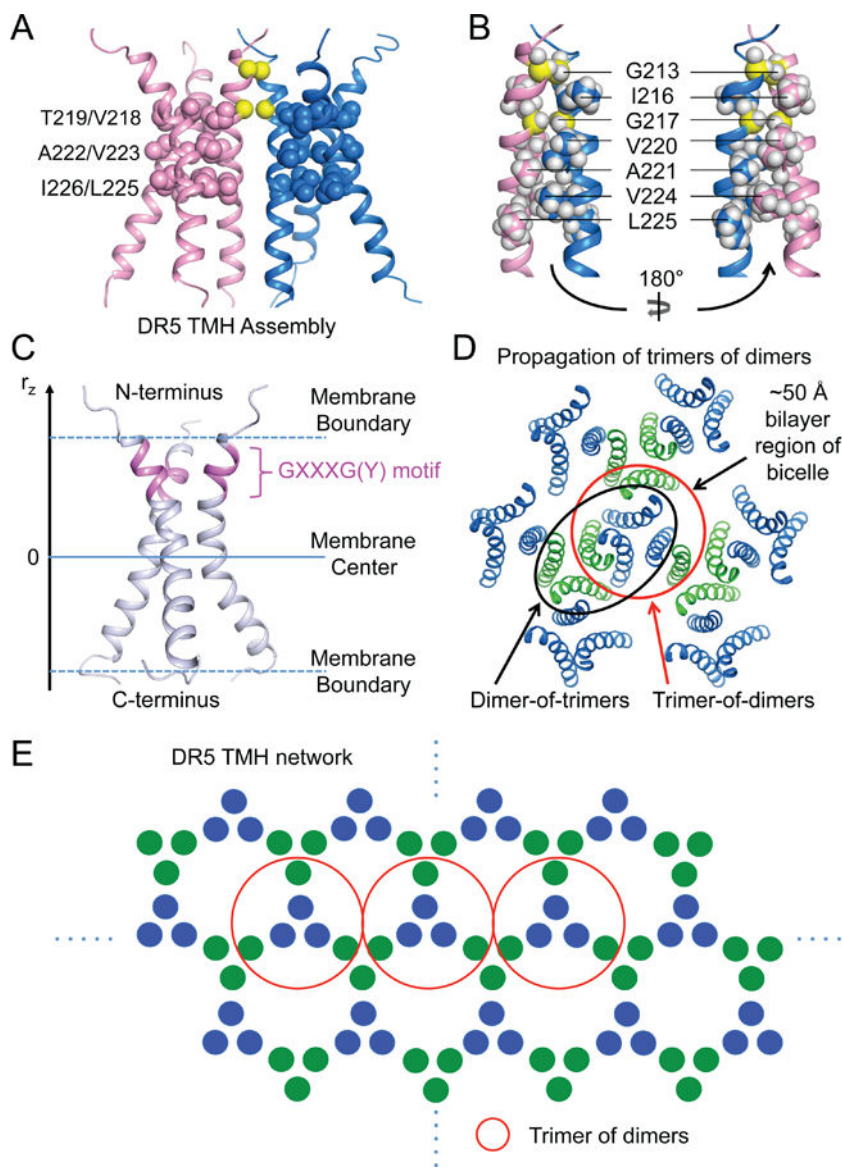 A
T219/V218
A222/V223
I226/L225
DR5 TMH Assembly
B
G213
I216
G217
V220
A221
V224
L225
180°
C
r_z
N-terminus
Membrane
Boundary
GXXXG(Y) motif
0
Membrane
Center
Membrane
Boundary
C-terminus
D
Propagation of trimers of dimers
~50 Å
bilayer
region of
bicelle
Dimer-of-trimers
Trimer-of-dimers
E
DR5 TMH network
Trimer of dimers